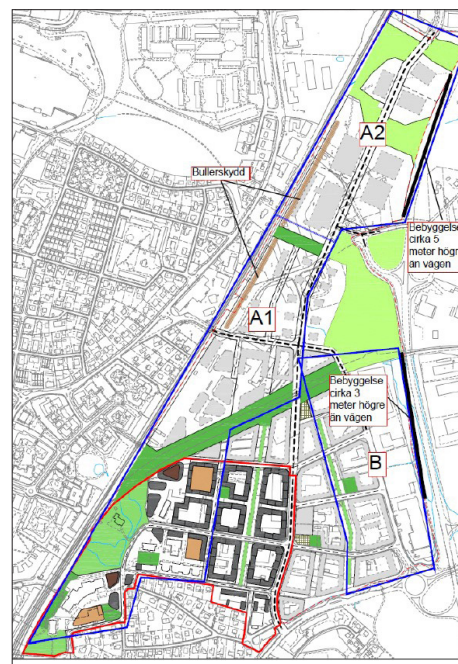 A2
Bullerskydd
Bebyggelse
cirka 5
meter högre
än vägen
A1
Bebyggelse
cirka 3
meter högre
än vägen
B